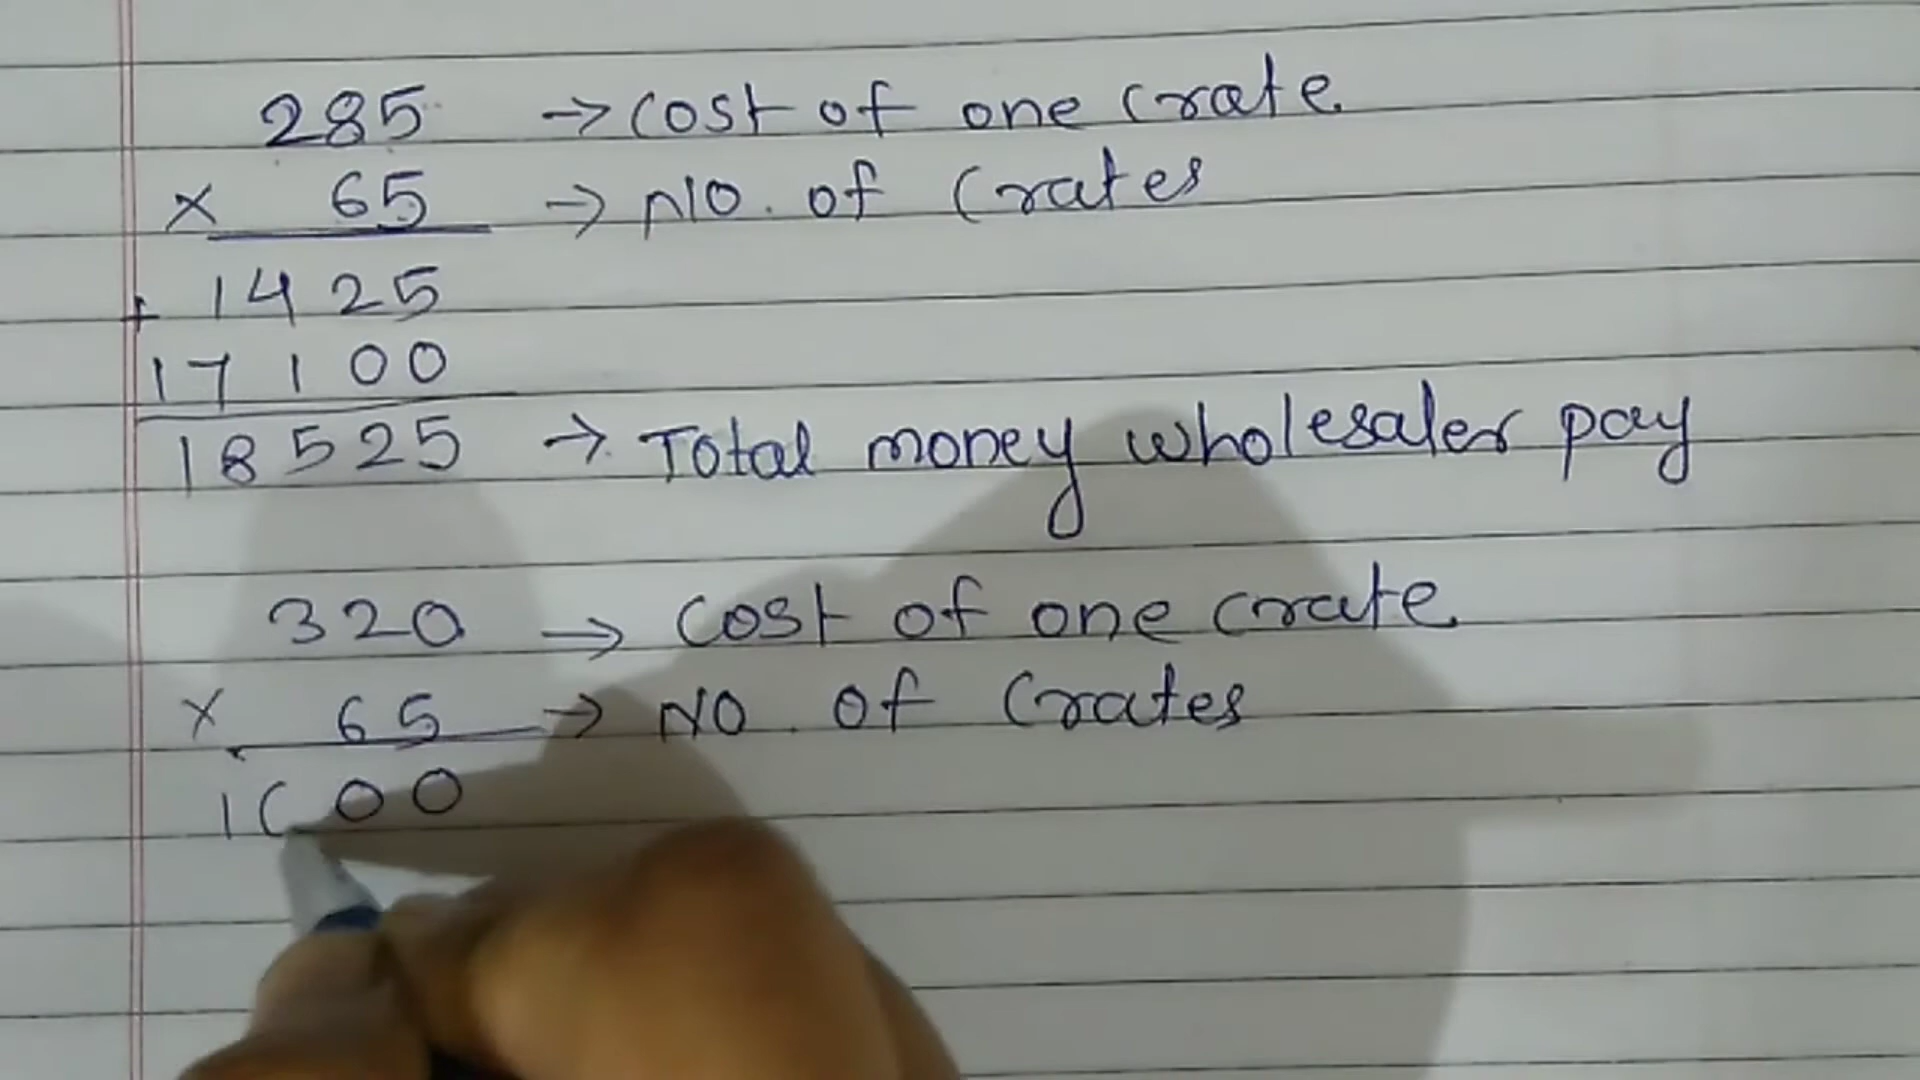 285 → Cost of one Crate
× 65 → NO. of Crates
+ 1425
17100
18525 → Total money wholesaler pay
320 → Cost of one crate
× 65 → NO. of Crates
1600